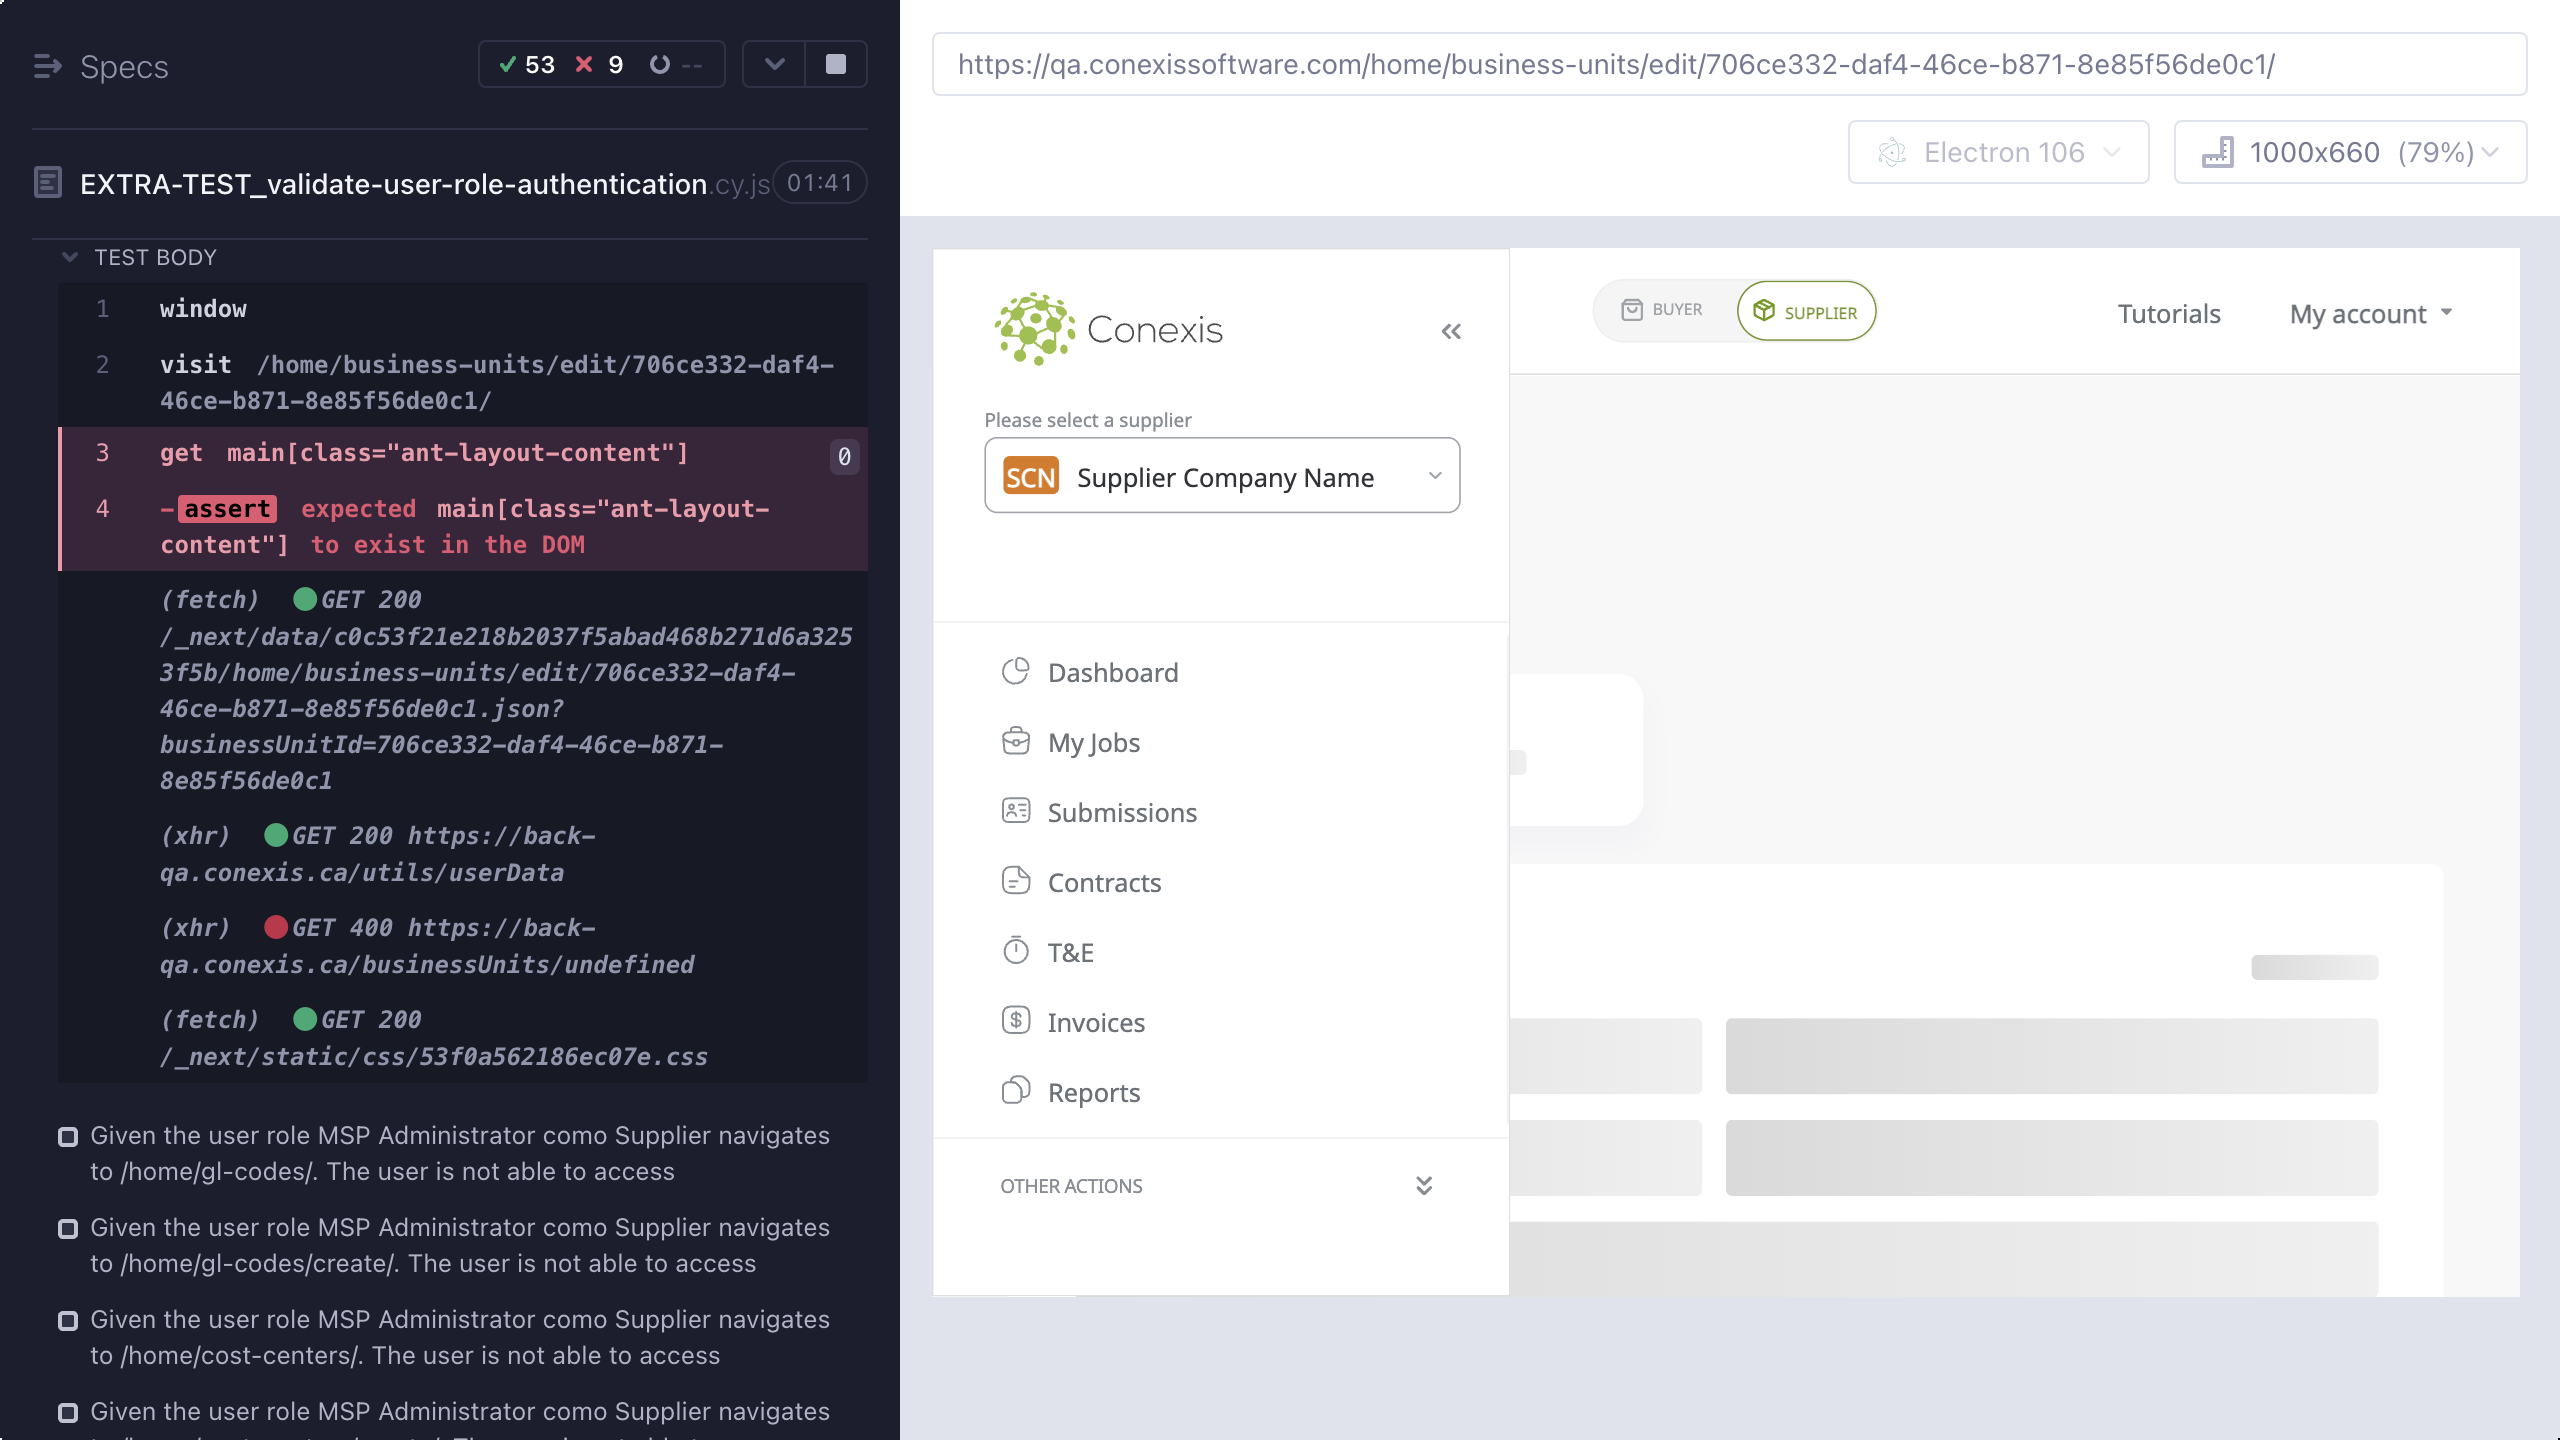 Specs
53 9 --
EXTRA-TEST_validate-user-role-authentication.cy.js 01:41
TEST BODY
1 window
2 visit /home/business-units/edit/706ce332-daf4-
46ce-b871-8e85f56de0c1/
3 get main[class="ant-layout-content"] 0
4 -assert expected main[class="ant-layout-
content"] to exist in the DOM
(fetch) GET 200
/_next/data/c0c53f21e218b2037f5abad468b271d6a325
3f5b/home/business-units/edit/706ce332-daf4-
46ce-b871-8e85f56de0c1.json?
businessUnitId=706ce332-daf4-46ce-b871-
8e85f56de0c1
(xhr) GET 200 https://back-
qa.conexis.ca/utils/userData
(xhr) GET 400 https://back-
qa.conexis.ca/businessUnits/undefined
(fetch) GET 200
/_next/static/css/53f0a562186ec07e.css
Given the user role MSP Administrator como Supplier navigates
to /home/gl-codes/. The user is not able to access
Given the user role MSP Administrator como Supplier navigates
to /home/gl-codes/create/. The user is not able to access
Given the user role MSP Administrator como Supplier navigates
to /home/cost-centers/. The user is not able to access
Given the user role MSP Administrator como Supplier navigates
https://qa.conexissoftware.com/home/business-units/edit/706ce332-daf4-46ce-b871-8e85f56de0c1/
Electron 106
1000x660 (79%)
Conexis
BUYER
SUPPLIER
Tutorials
My account
Please select a supplier
SCN Supplier Company Name
Dashboard
My Jobs
Submissions
Contracts
T&E
Invoices
Reports
OTHER ACTIONS